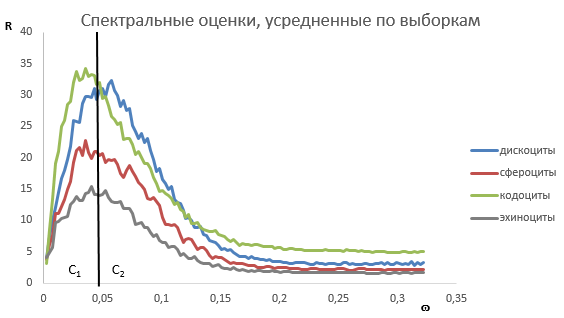 Спектральные оценки, усредненные по выборкам
R
40
35
30
25
20
15
10
5
0
C1 C2
0 0,05 0,1 0,15 0,2 0,25 0,3 0,35
ω
дискоциты
сфероциты
кодоциты
эхиноциты